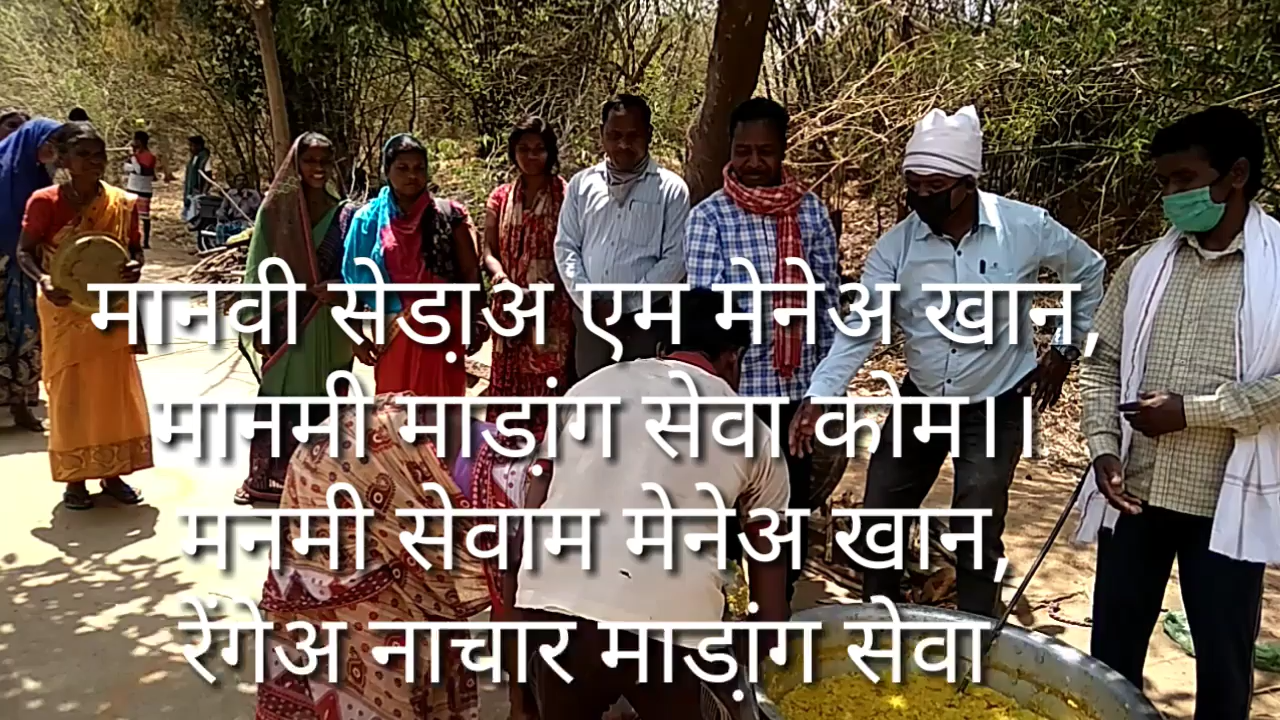 मानवी सेड़ाअ एम मेनेअ खान,
मानमी माड़ांग सेवा कोम।।
मनमी सेवाम मेनेअ खान,
रेंगेअ नाचार माड़ांग सेवा